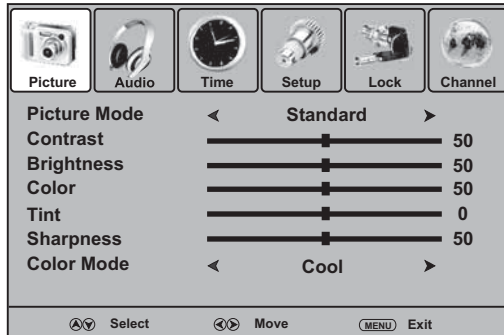 Picture Audio Time Setup Lock Channel
Picture Mode Standard
Contrast 50
Brightness 50
Color 50
Tint 0
Sharpness 50
Color Mode Cool
Select Move MENU Exit